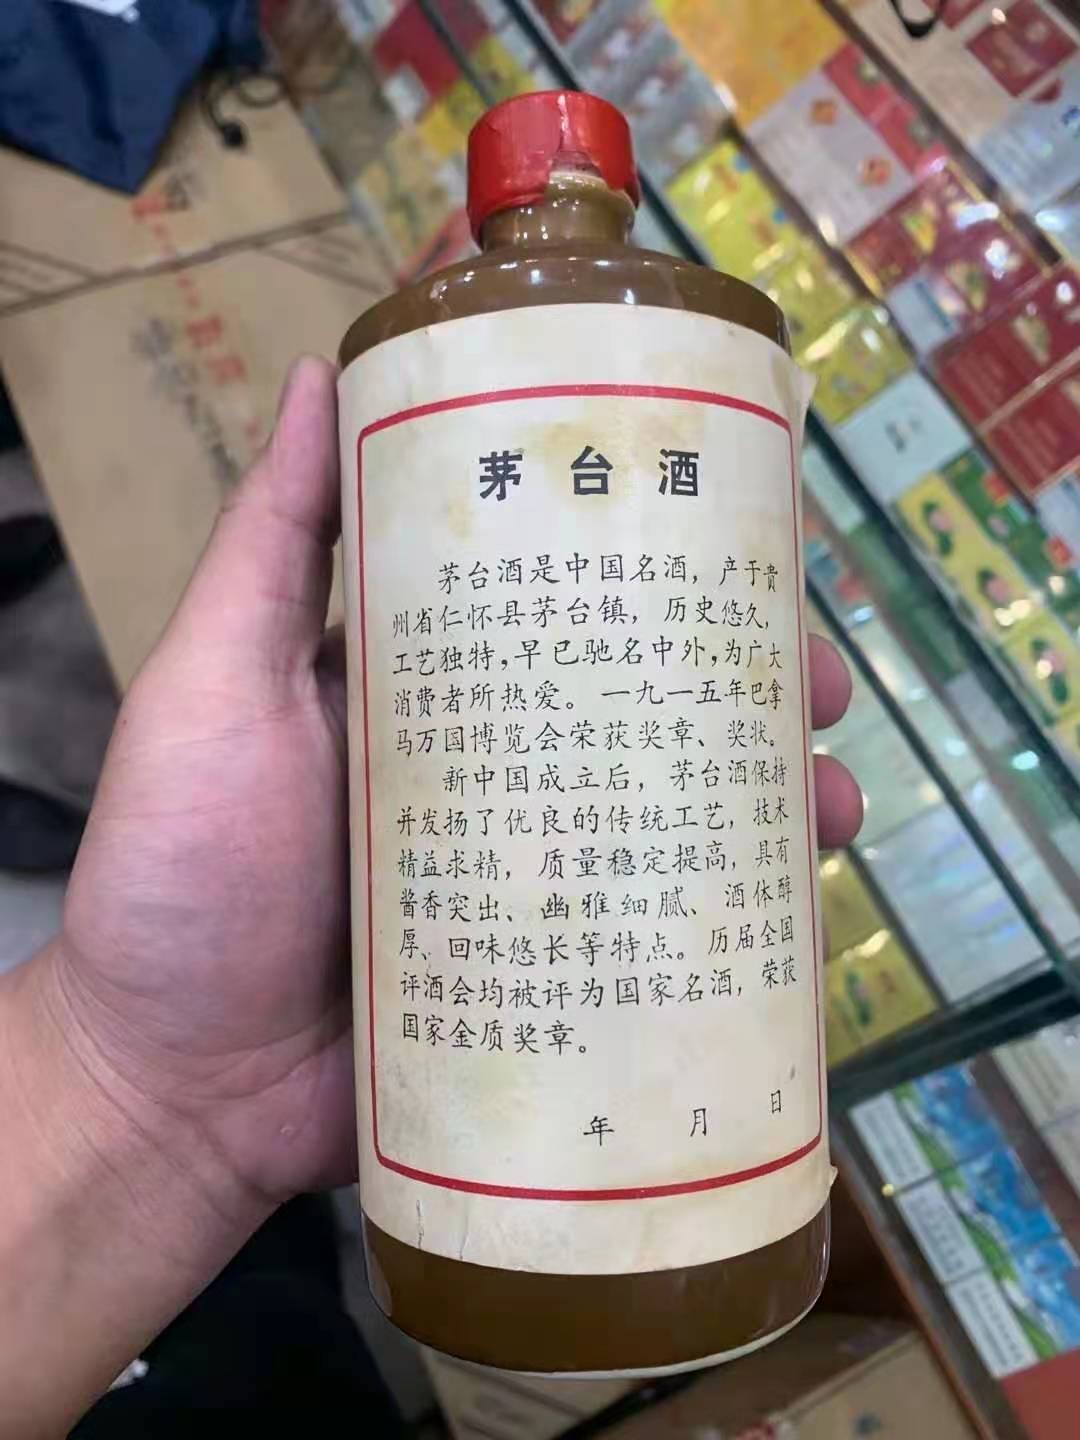 茅台酒
茅台酒是中国名酒，产于贵
州省仁怀县茅台镇，历史悠久，
工艺独特，早已驰名中外，为广大
消费者所热爱。一九一五年巴拿
马万国博览会荣获奖章、奖状。
新中国成立后，茅台酒保持
并发扬了优良的传统工艺，技术
精益求精，质量稳定提高，具有
酱香突出、幽雅细腻、酒体醇
厚、回味悠长等特点。历届全国
评酒会均被评为国家名酒，荣获
国家金质奖章。
年 月 日